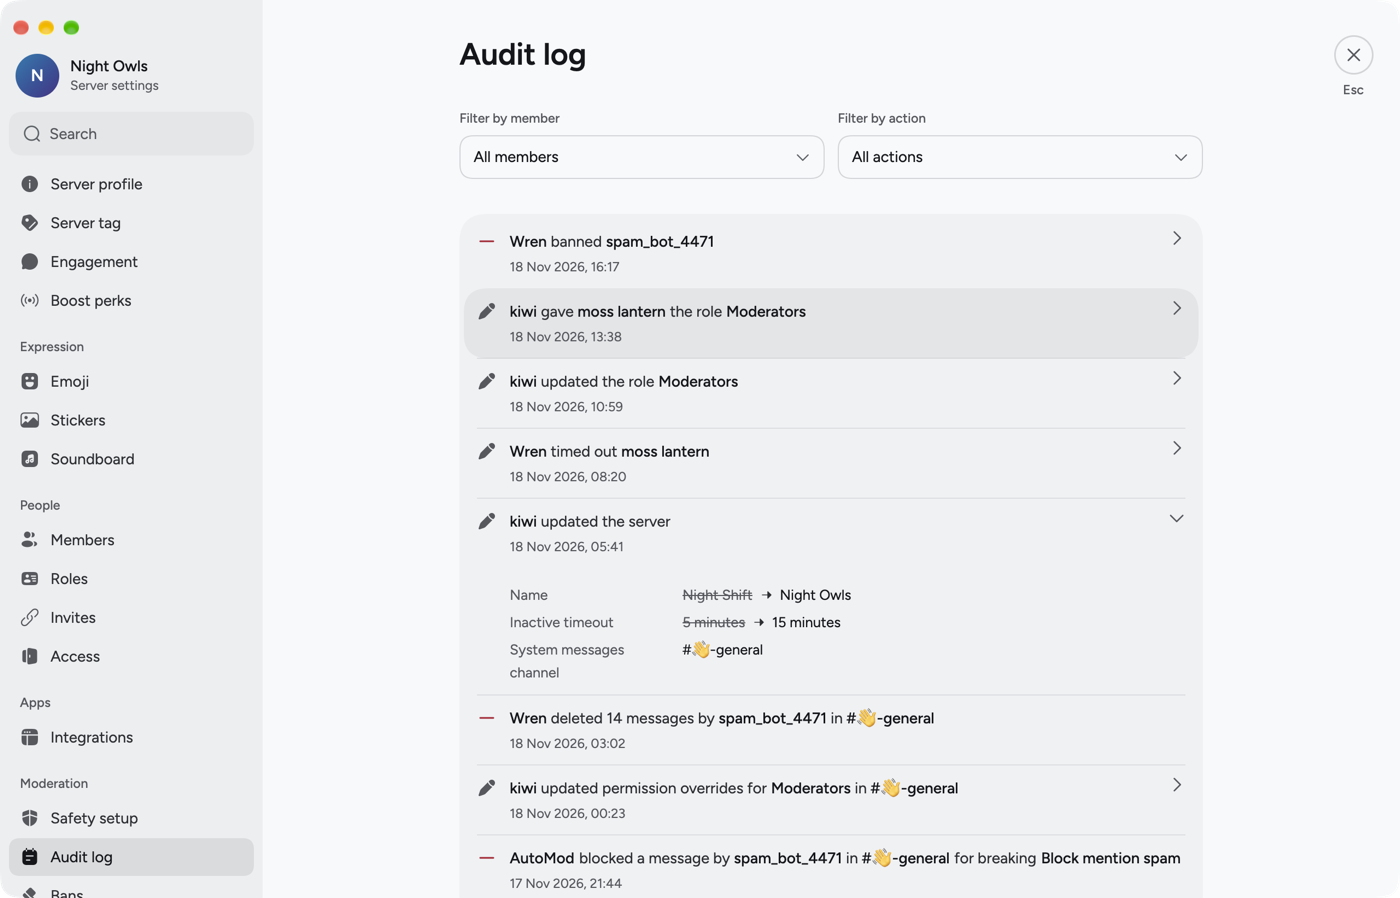 N
Night Owls
Server settings
Search
Server profile
Server tag
Engagement
Boost perks
Expression
Emoji
Stickers
Soundboard
People
Members
Roles
Invites
Access
Apps
Integrations
Moderation
Safety setup
Audit log
Bans
Audit log
Esc
Filter by member
Filter by action
All members
All actions
Wren banned spam_bot_4471
18 Nov 2026, 16:17
kiwi gave moss lantern the role Moderators
18 Nov 2026, 13:38
kiwi updated the role Moderators
18 Nov 2026, 10:59
Wren timed out moss lantern
18 Nov 2026, 08:20
kiwi updated the server
18 Nov 2026, 05:41
Name Night Shift ➝ Night Owls
Inactive timeout 5 minutes ➝ 15 minutes
System messages channel #👋-general
Wren deleted 14 messages by spam_bot_4471 in #👋-general
18 Nov 2026, 03:02
kiwi updated permission overrides for Moderators in #👋-general
18 Nov 2026, 00:23
AutoMod blocked a message by spam_bot_4471 in #👋-general for breaking Block mention spam
17 Nov 2026, 21:44